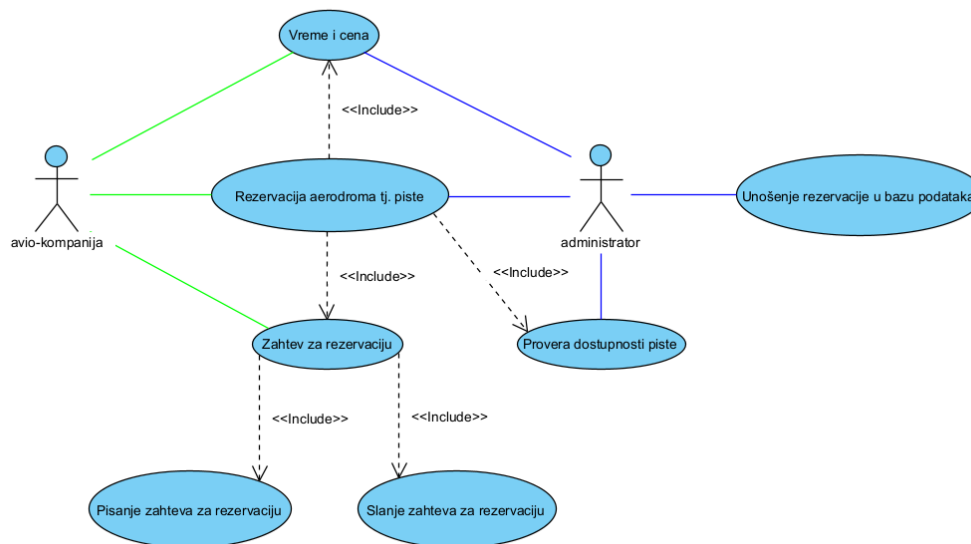 Vreme i cena
<<Include>>
Rezervacija aerodroma tj. piste
Unošenje rezervacije u bazu podataka
avio-kompanija
administrator
<<Include>>
<<Include>>
Zahtev za rezervaciju
Provera dostupnosti piste
<<Include>>
<<Include>>
Pisanje zahteva za rezervaciju
Slanje zahteva za rezervaciju